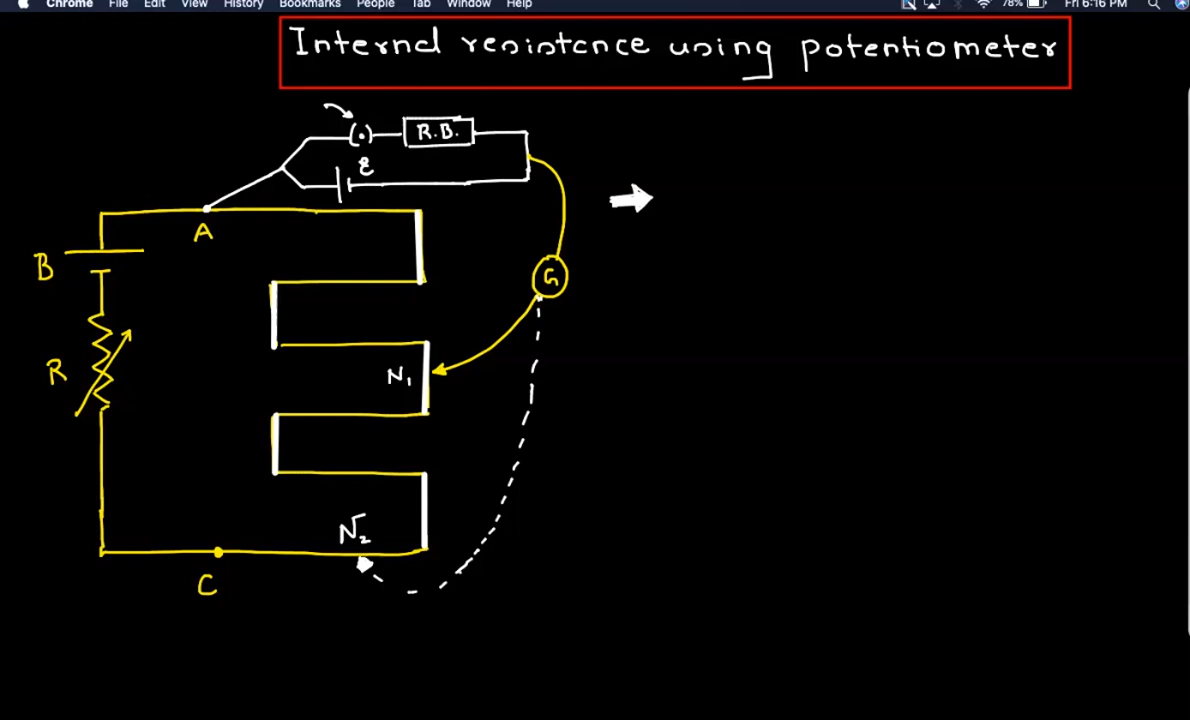 Chrome File Edit View History Bookmarks People Tab Window Help 78% Fri 6:16 PM
Internal resistance using potentiometer
(·) R.B.
ε
A
B
G
R
N₁
N₂
C